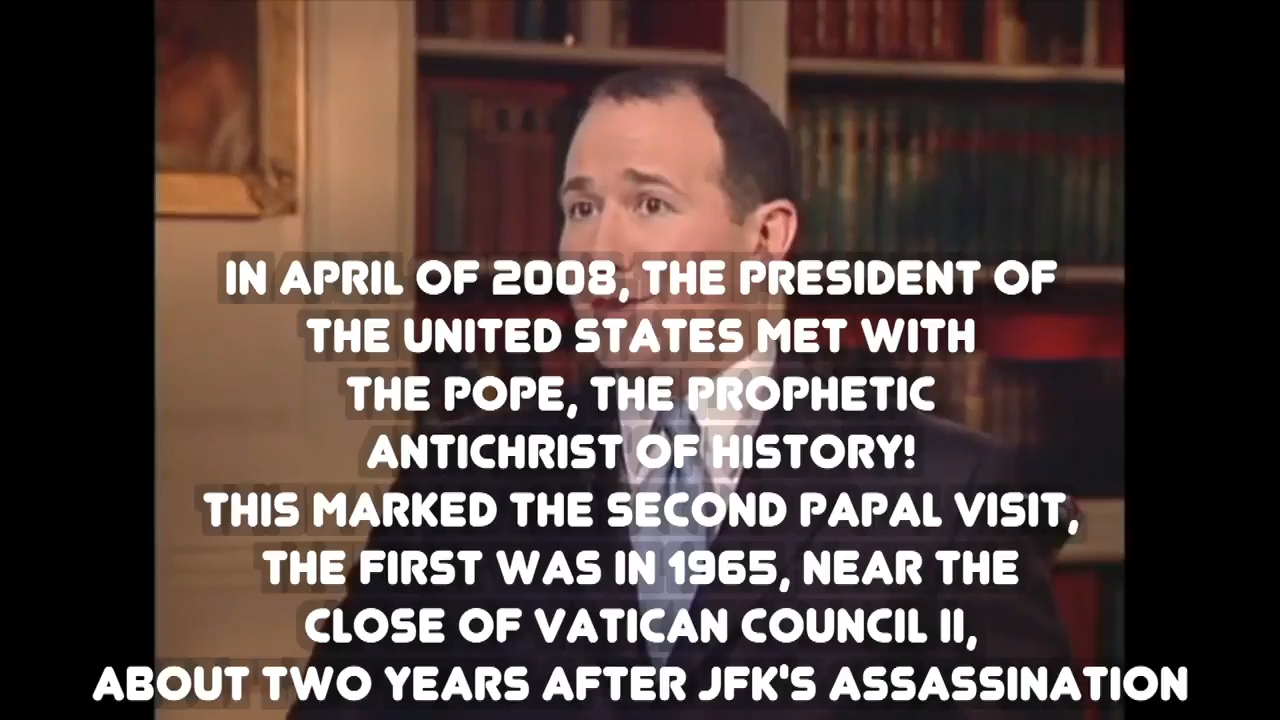 IN APRIL OF 2008, THE PRESIDENT OF
THE UNITED STATES MET WITH
THE POPE, THE PROPHETIC
ANTICHRIST OF HISTORY!
THIS MARKED THE SECOND PAPAL VISIT,
THE FIRST WAS IN 1965, NEAR THE
CLOSE OF VATICAN COUNCIL II,
ABOUT TWO YEARS AFTER JFK'S ASSASSINATION